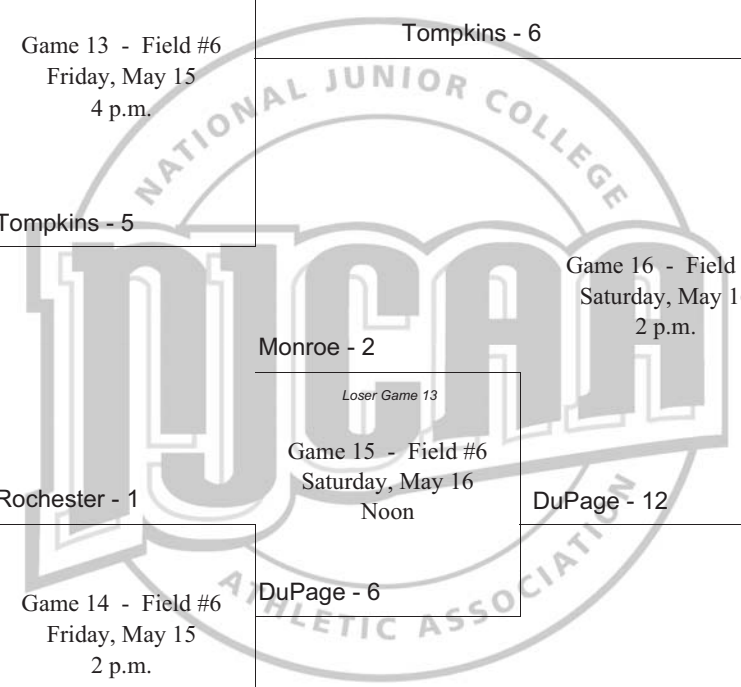 Game 13 - Field #6
Friday, May 15
4 p.m.
Tompkins - 6
NATIONAL JUNIOR COLLEGE
Tompkins - 5
Game 16 - Field
Saturday, May 1
2 p.m.
NJCAA
Monroe - 2
Loser Game 13
Game 15 - Field #6
Saturday, May 16
Noon
Rochester - 1
DuPage - 12
DuPage - 6
ATHLETIC ASSOCIATION
Game 14 - Field #6
Friday, May 15
2 p.m.